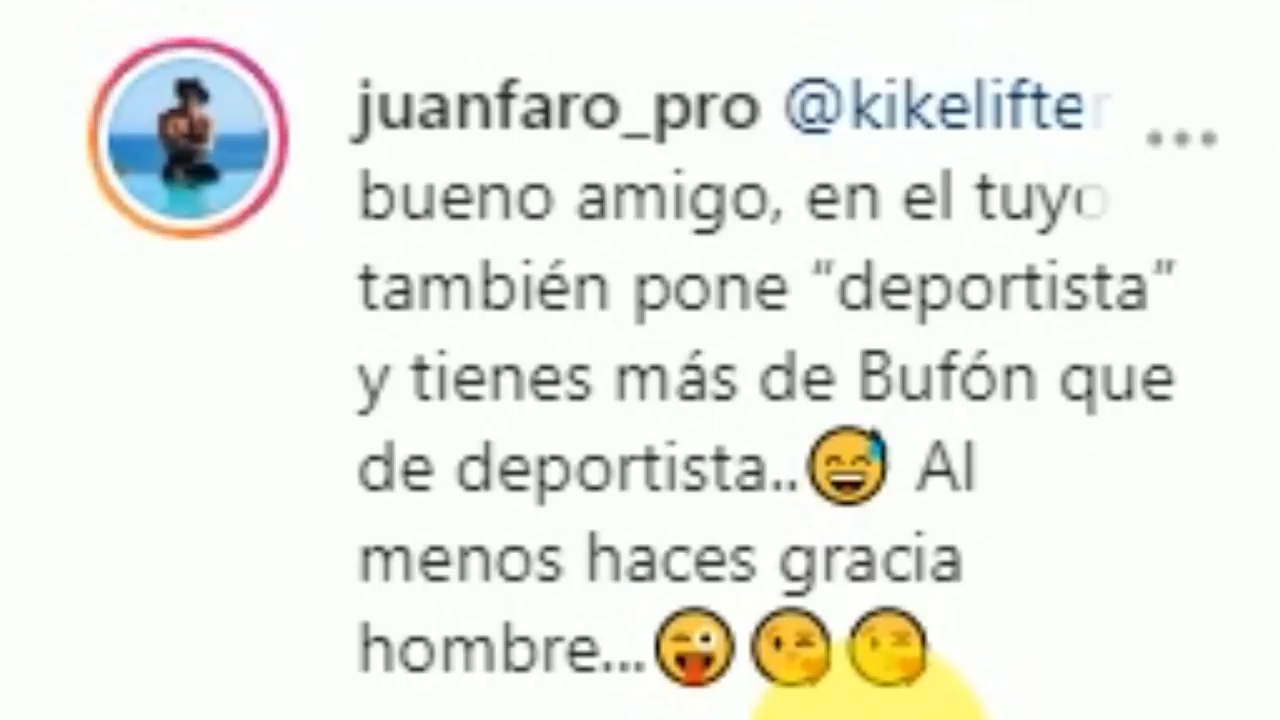 juanfaro_pro @kikelifter
bueno amigo, en el tuyo
también pone “deportista”
y tienes más de Bufón que
de deportista..😅 Al
menos haces gracia
hombre...😜😘😘